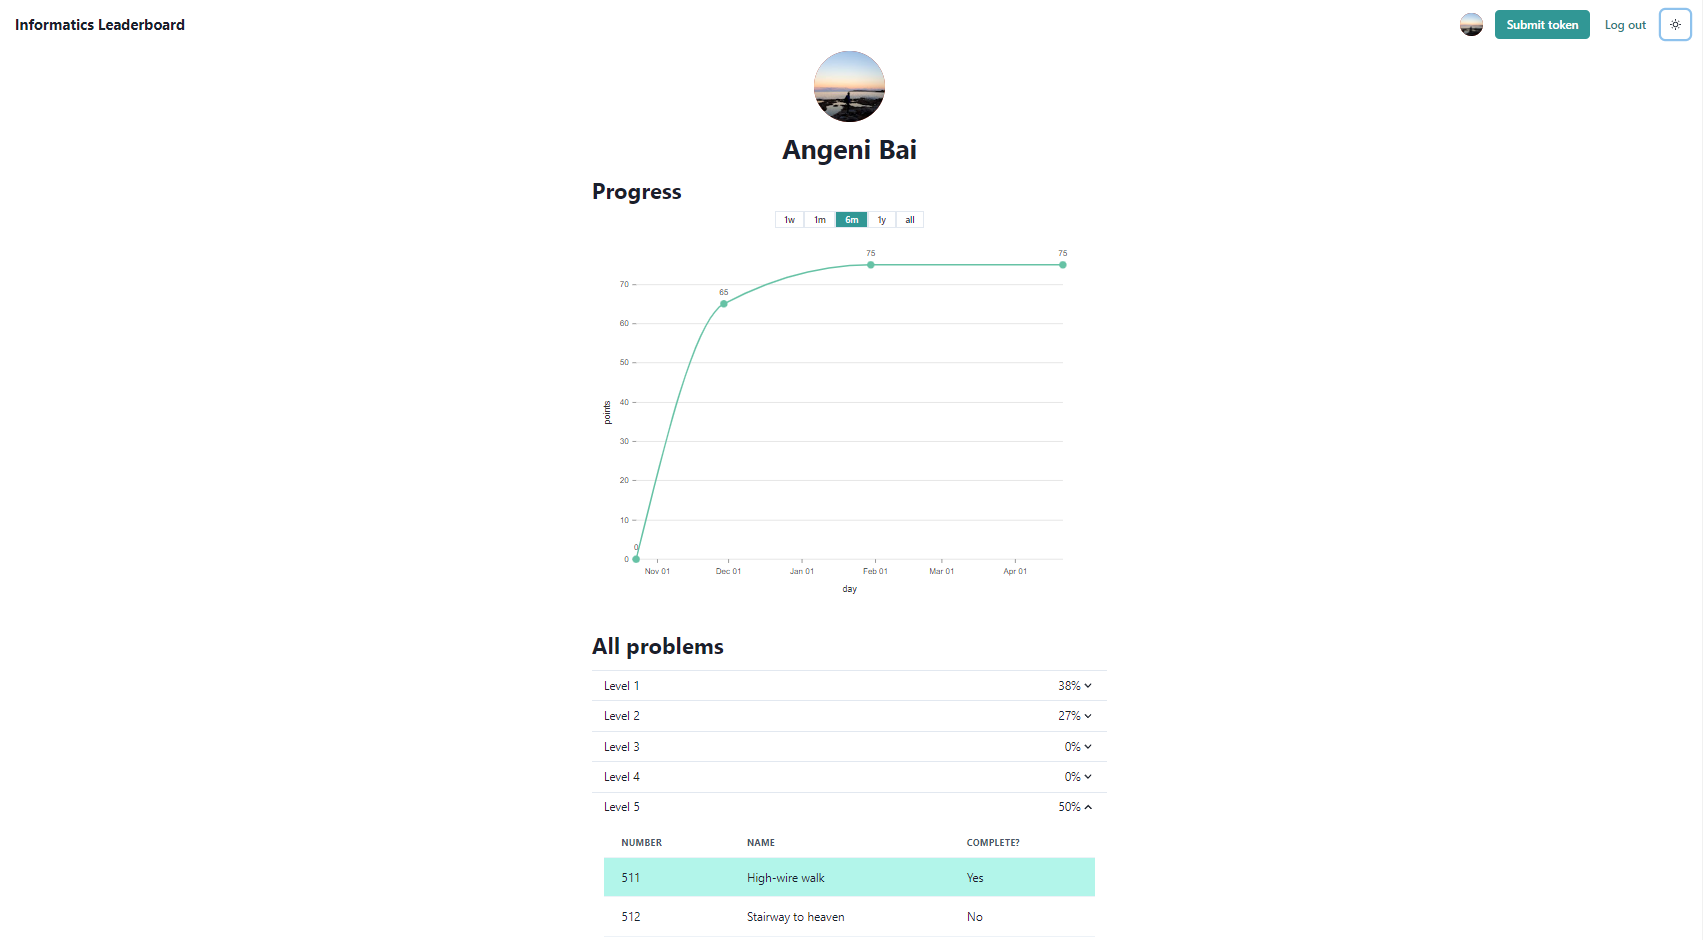 Informatics Leaderboard
Submit token
Log out
Angeni Bai
Progress
1w 1m 6m 1y all
75 75
70
65
60
50
40
points
30
20
10
0
0
Nov 01 Dec 01 Jan 01 Feb 01 Mar 01 Apr 01
day
All problems
Level 1 38%
Level 2 27%
Level 3 0%
Level 4 0%
Level 5 50%
NUMBER NAME COMPLETE?
511 High-wire walk Yes
512 Stairway to heaven No